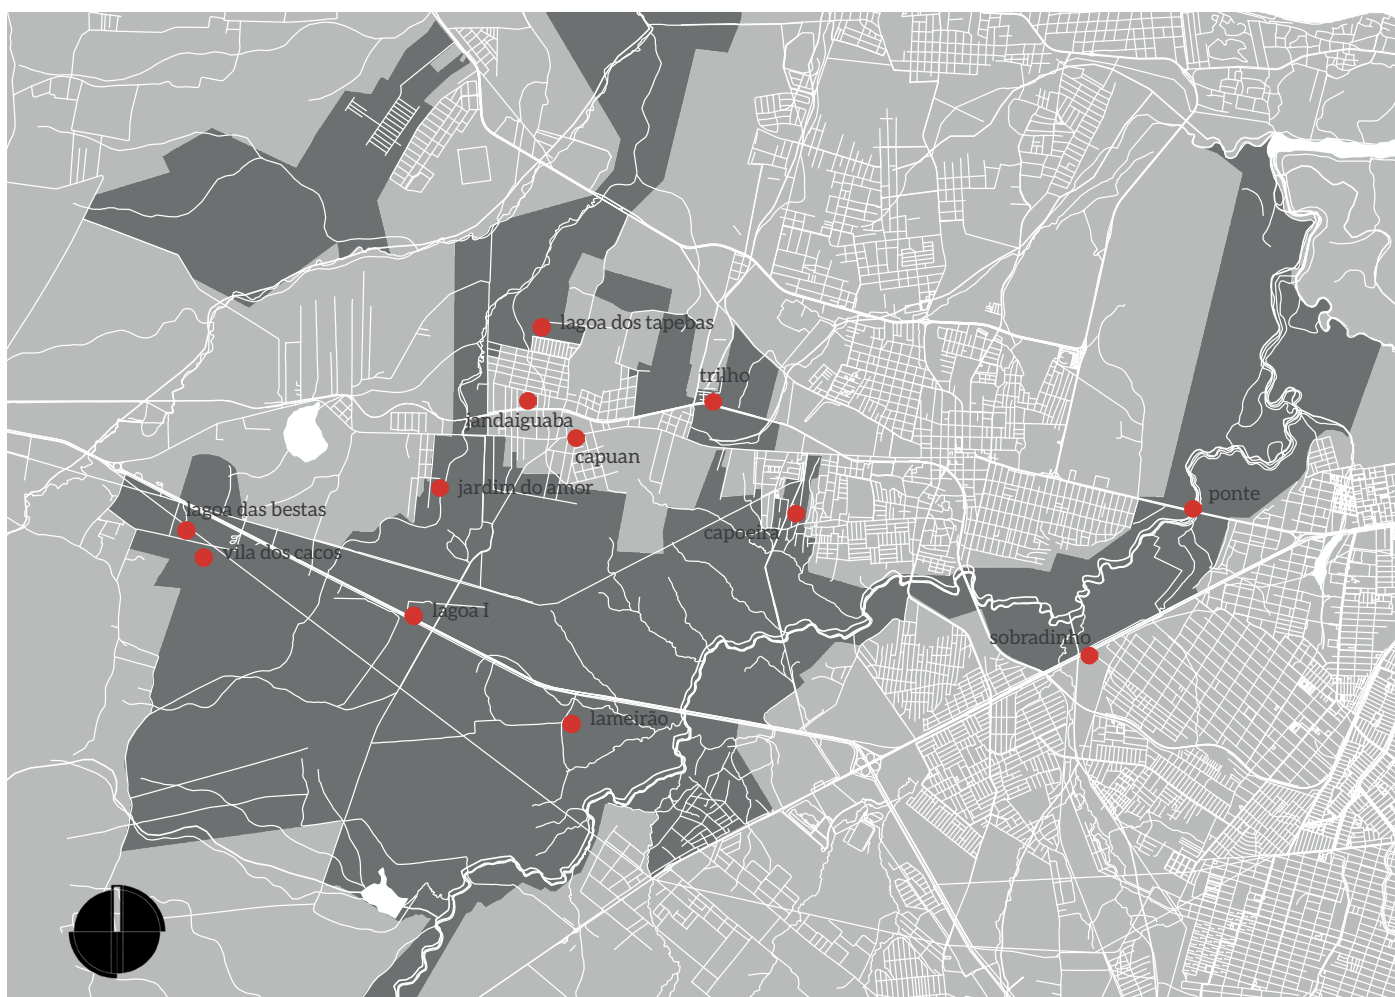 lagoa dos tapebas
trilho
jandaiguaba
capuan
jardim do amor
ponte
lagoa das bestas
capoeira
vila dos cacos
lagoa I
sobradinho
lameirão